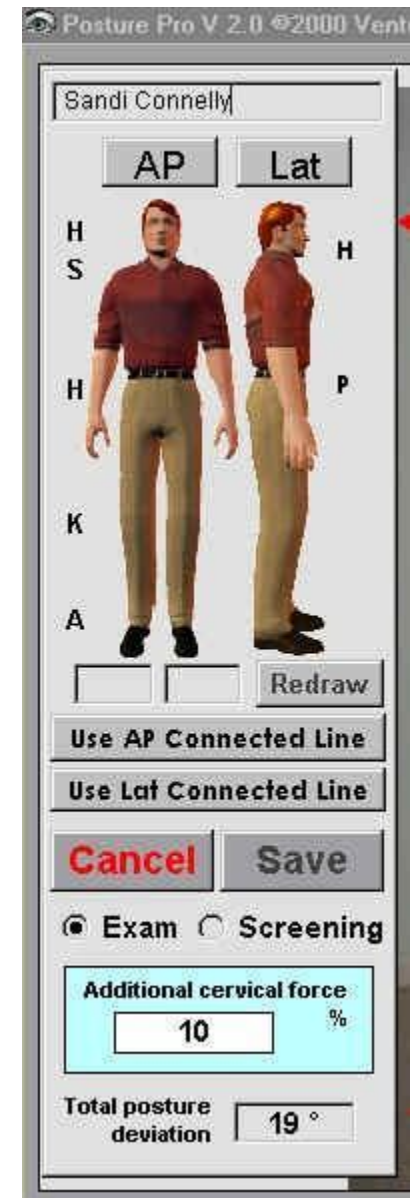 Posture Pro V 2.0 ©2000 Vent
Sandi Connelly
AP Lat
H
S
H
H
P
K
A
Redraw
Use AP Connected Line
Use Lat Connected Line
Cancel Save
Exam Screening
Additional cervical force
10 %
Total posture
deviation 19 °